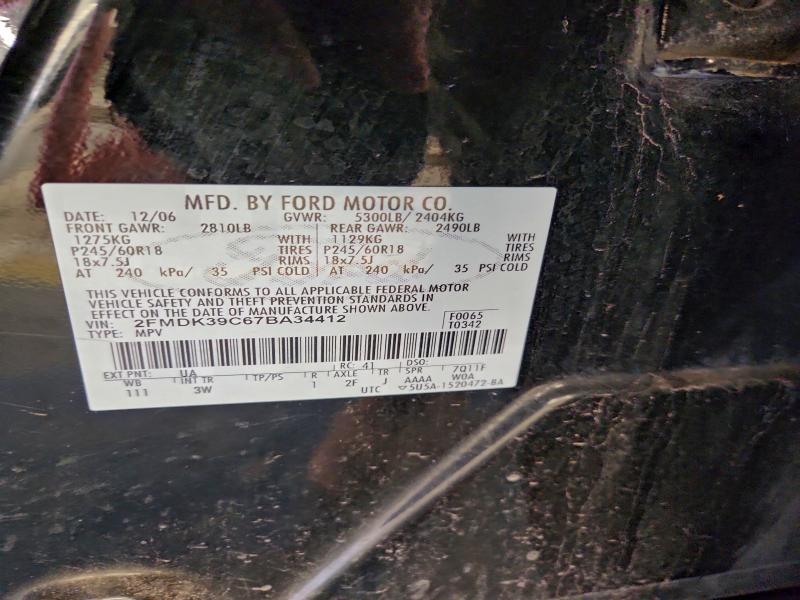 MFD. BY FORD MOTOR CO.
DATE: 12/06 GVWR: 5300LB/ 2404KG
FRONT GAWR: 2810LB REAR GAWR: 2490LB
1275KG WITH 1129KG WITH
P245/60R18 TIRES P245/60R18 TIRES
18x7.5J RIMS 18x7.5J RIMS
AT 240 kPa/ 35 PSI COLD AT 240 kPa/ 35 PSI COLD
THIS VEHICLE CONFORMS TO ALL APPLICABLE FEDERAL MOTOR
VEHICLE SAFETY AND THEFT PREVENTION STANDARDS IN
EFFECT ON THE DATE OF MANUFACTURE SHOWN ABOVE.
VIN: 2FMDK39C67BA34412 F0065
TYPE: MPV T0342
EXT PNT: UA RC: 41 DSO:
WB INT TR TP/PS R AXLE TR SPR 7Q11F
111 3W 1 2F J AAAA W0A
UTC 5U5A-1520472-BA